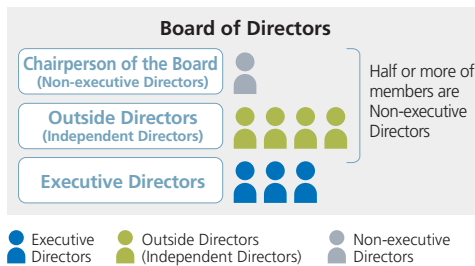 Board of Directors
Chairperson of the Board
(Non-executive Directors)
Outside Directors
(Independent Directors)
Executive Directors
Half or more of
members are
Non-executive
Directors
Executive
Directors
Outside Directors
(Independent Directors)
Non-executive
Directors